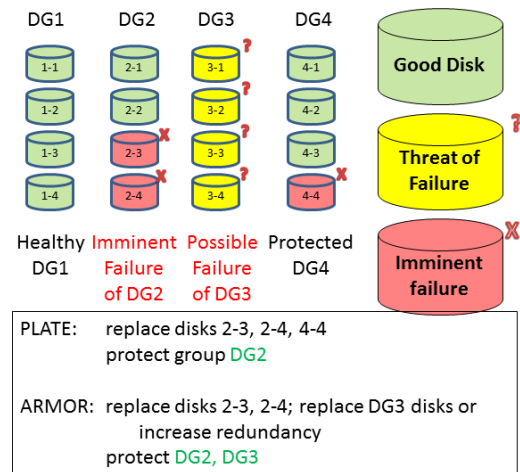 DG1 DG2 DG3 DG4
1-1 2-1 3-1 ? 4-1
1-2 2-2 3-2 ? 4-2
1-3 2-3 X 3-3 ? 4-3
1-4 2-4 X 3-4 ? 4-4 X
Good Disk
?
Threat of
Failure
X
Imminent
failure
Healthy
DG1
Imminent
Failure
of DG2
Possible
Failure
of DG3
Protected
DG4
PLATE: replace disks 2-3, 2-4, 4-4
protect group DG2
ARMOR: replace disks 2-3, 2-4; replace DG3 disks or
increase redundancy
protect DG2, DG3